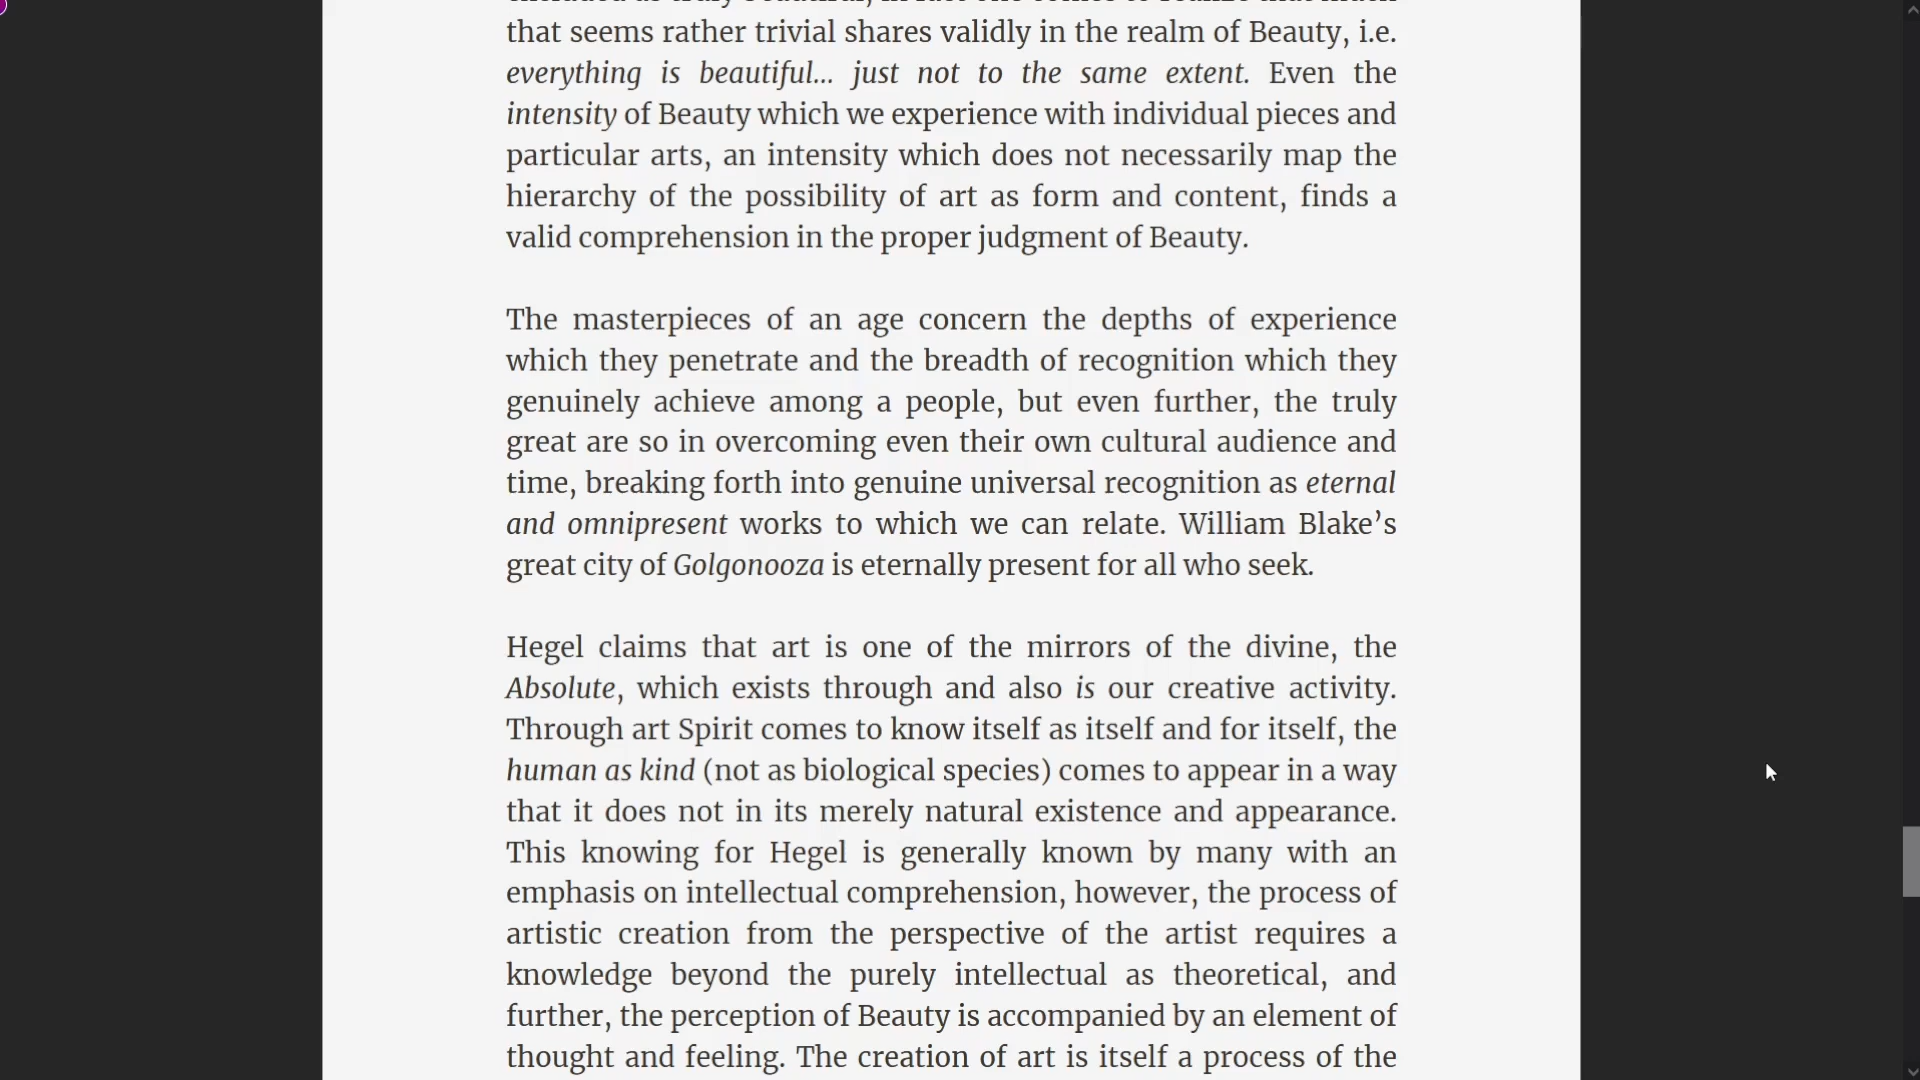 that seems rather trivial shares validly in the realm of Beauty, i.e.
everything is beautiful... just not to the same extent. Even the
intensity of Beauty which we experience with individual pieces and
particular arts, an intensity which does not necessarily map the
hierarchy of the possibility of art as form and content, finds a
valid comprehension in the proper judgment of Beauty.
The masterpieces of an age concern the depths of experience
which they penetrate and the breadth of recognition which they
genuinely achieve among a people, but even further, the truly
great are so in overcoming even their own cultural audience and
time, breaking forth into genuine universal recognition as eternal
and omnipresent works to which we can relate. William Blake’s
great city of Golgonooza is eternally present for all who seek.
Hegel claims that art is one of the mirrors of the divine, the
Absolute, which exists through and also is our creative activity.
Through art Spirit comes to know itself as itself and for itself, the
human as kind (not as biological species) comes to appear in a way
that it does not in its merely natural existence and appearance.
This knowing for Hegel is generally known by many with an
emphasis on intellectual comprehension, however, the process of
artistic creation from the perspective of the artist requires a
knowledge beyond the purely intellectual as theoretical, and
further, the perception of Beauty is accompanied by an element of
thought and feeling. The creation of art is itself a process of the